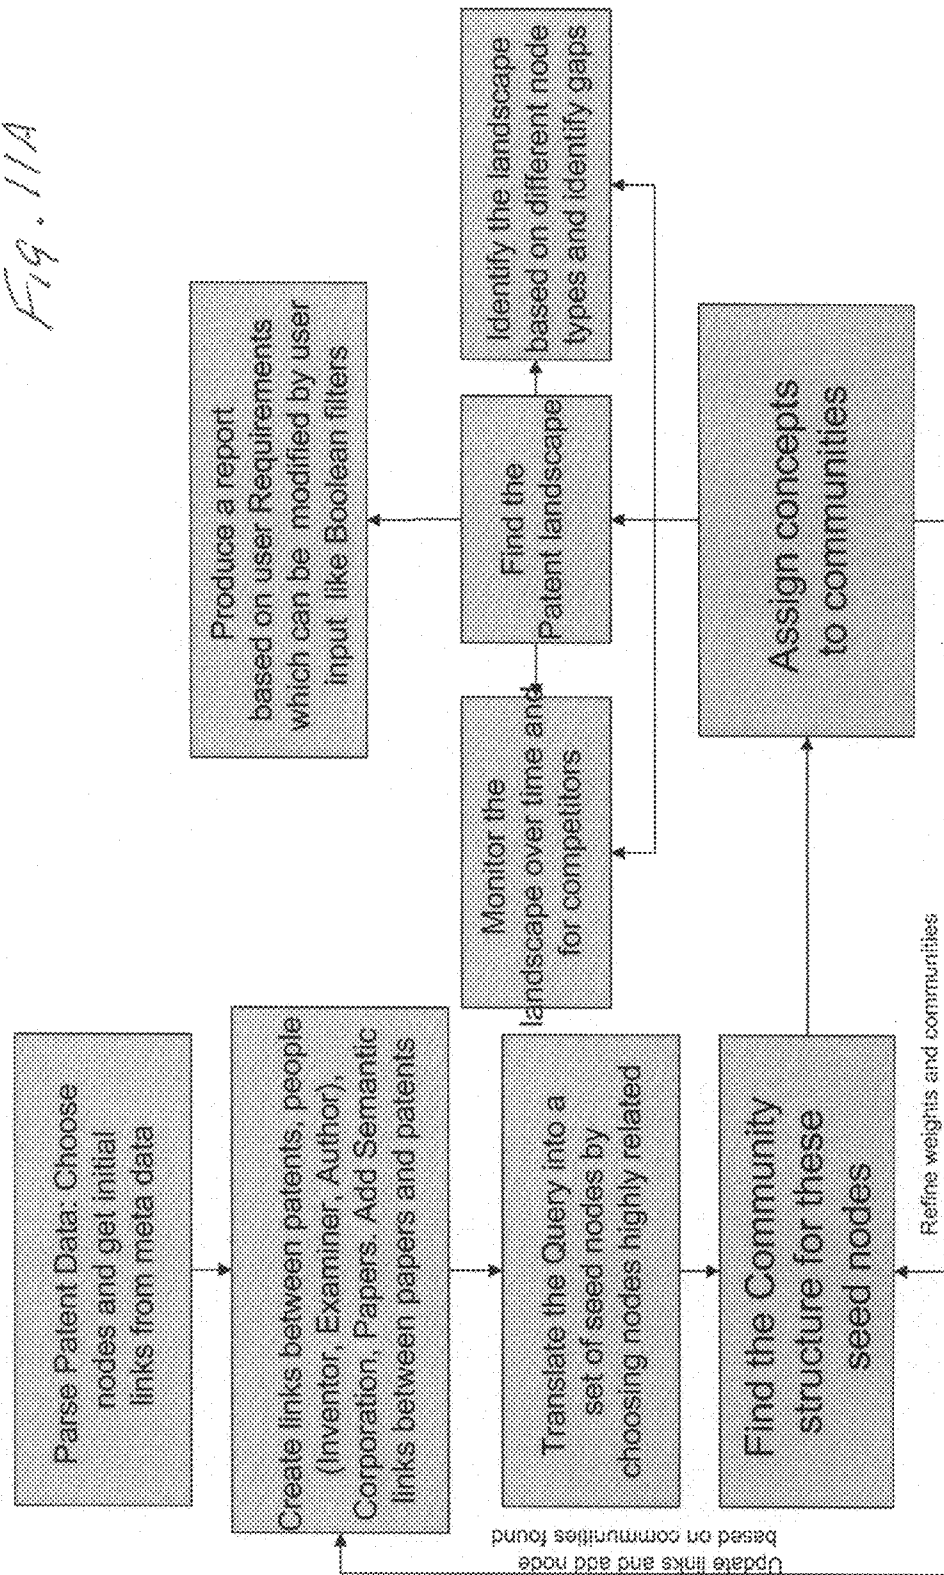 Fig. 11A
Parse Patent Data. Choose
nodes and get initial
links from meta data
Create links between patents, people
(Inventor, Examiner, Author),
Corporation, Papers. Add Semantic
links between papers and patents
Translate the Query into a
set of seed nodes by
choosing nodes highly related
Find the Community
structure for these
seed nodes
Update links and add node
based on communities found
Refine weights and communities
Assign concepts
to communities
Find the
Patent landscape
Monitor the
landscape over time and
for competitors
Identify the landscape
based on different node
types and identify gaps
Produce a report
based on user Requirements
which can be modified by user
input like Boolean filters